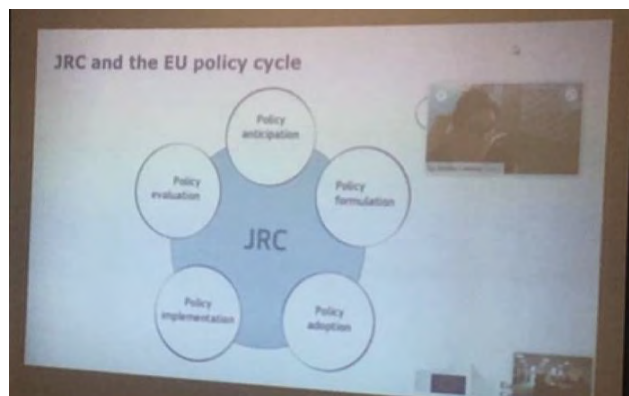 JRC and the EU policy cycle
Policy
anticipation
Policy
evaluation
Policy
formulation
JRC
Policy
implementation
Policy
adoption